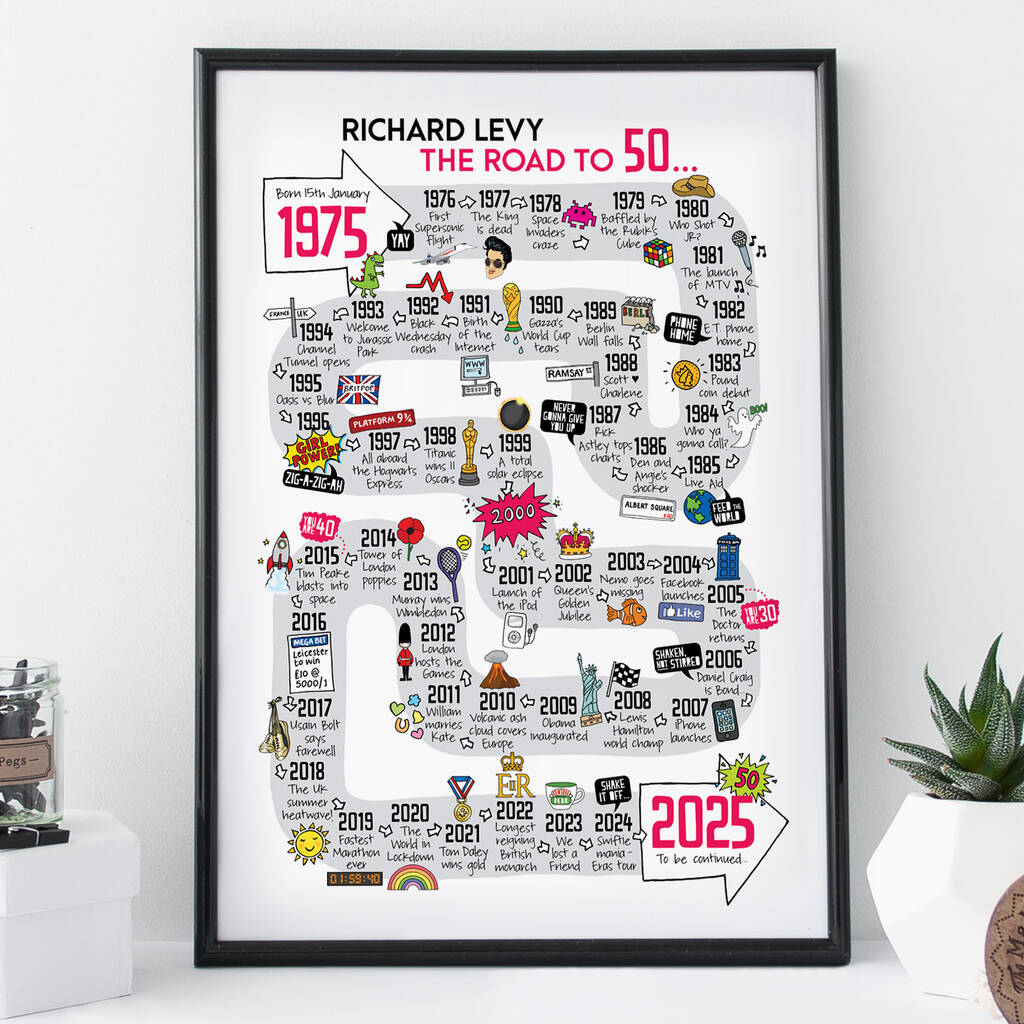 RICHARD LEVY
THE ROAD TO 50...
Born 15th January
1975
YAY
1976
First
Supersonic
flight
1977
The King
is dead
1978
Space
Invaders
craze
1979
Baffled by
the Rubik's
Cube
1980
Who Shot
JR?
1981
The launch
of MTV
1982
E.T. phone
home
PHONE
HOME
1983
Pound
coin debut
1984
Who ya
gonna call?
BOO!
1985
Live Aid
FEED THE
WORLD
1986
Den and
Angie's
shocker
ALBERT SQUARE
1987
Rick
Astley tops
charts
NEVER
GONNA GIVE
YOU UP
1988
Scott ♥
Charlene
RAMSAY ST
1989
Berlin
Wall falls
BERLI
1990
Gazza's
World Cup
tears
1991
Birth
of the
Internet
WWW
1992
Black
Wednesday
crash
1993
Welcome
to Jurassic
Park
FRANCE UK
1994
Channel
Tunnel opens
1995
Oasis vs Blur
BRITPOP
1996
GIRL
POWER!
ZIG-A-ZIG-AH
PLATFORM 9¾
1997
All aboard
the Hogwarts
Express
1998
Titanic
wins 11
Oscars
1999
A total
solar eclipse
2000
2001
Launch of
the iPod
2002
Queen's
Golden
Jubilee
2003
Nemo goes
missing
2004
Facebook
launches
Like
2005
The
Doctor
returns
YOU ARE 30
2006
Daniel Craig
is Bond
SHAKEN,
NOT STIRRED
2007
iPhone
launches
2008
Lewis
Hamilton
world champ
2009
Obama
inaugurated
2010
Volcanic ash
cloud covers
Europe
2011
William
marries
Kate
2012
London
hosts the
Games
2013
Murray wins
Wimbledon
2014
Tower of
London
poppies
YOU ARE 40
2015
Tim Peake
blasts into
space
2016
MEGA BET
Leicester
to win
£10 @
5000/1
2017
Usain Bolt
says
farewell
2018
The UK
summer
heatwave!
2019
Fastest
Marathon
ever
01:59:40
2020
The
World in
Lockdown
2021
Tom Daley
wins gold
2022
Longest
reigning
British
monarch
EIIR
2023
We
lost a
Friend
CENTRAL
PERK
2024
Swiftie
mania -
Eras tour
SHAKE
IT OFF...
50
2025
To be continued...
Pegs